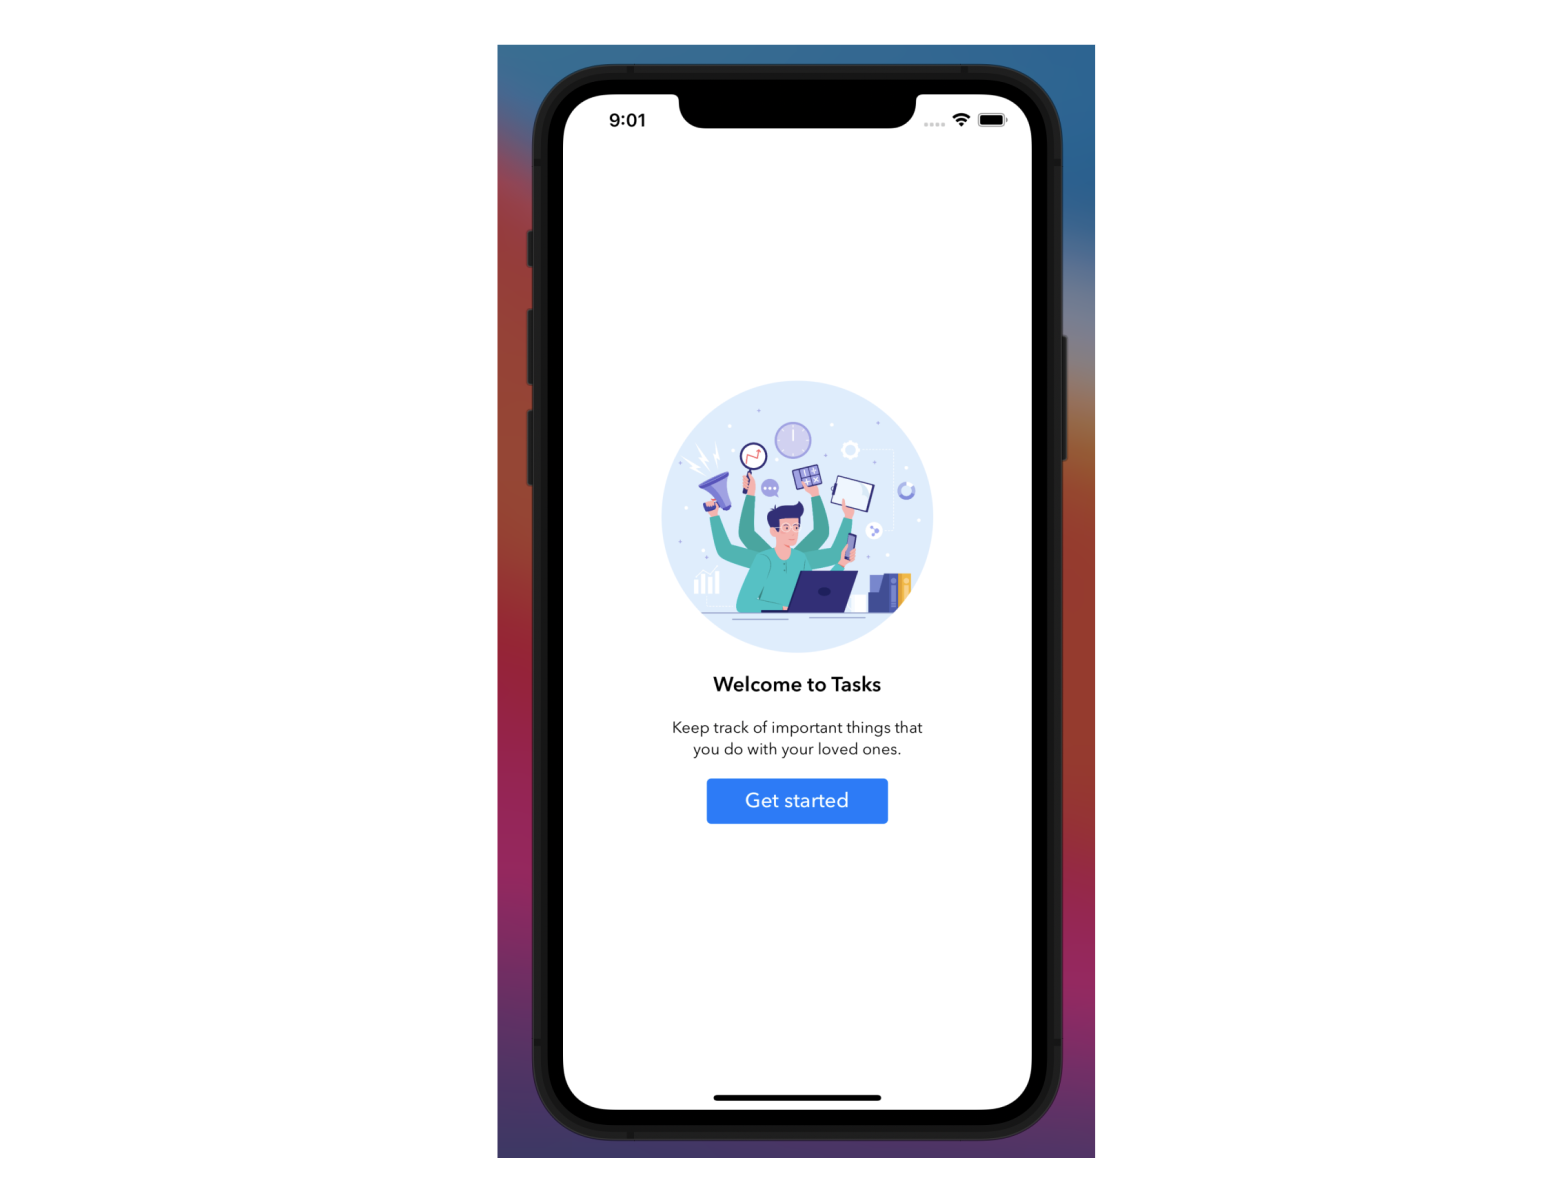 9:01
Welcome to Tasks
Keep track of important things that
you do with your loved ones.
Get started